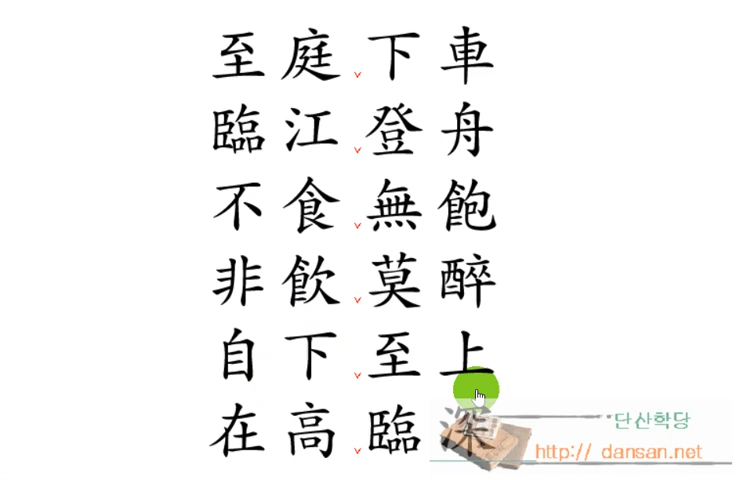 至庭˅下車
臨江˅登舟
不食˅無飽
非飮˅莫醉
自下˅至上
在高˅臨深
단산학당
http:// dansan.net